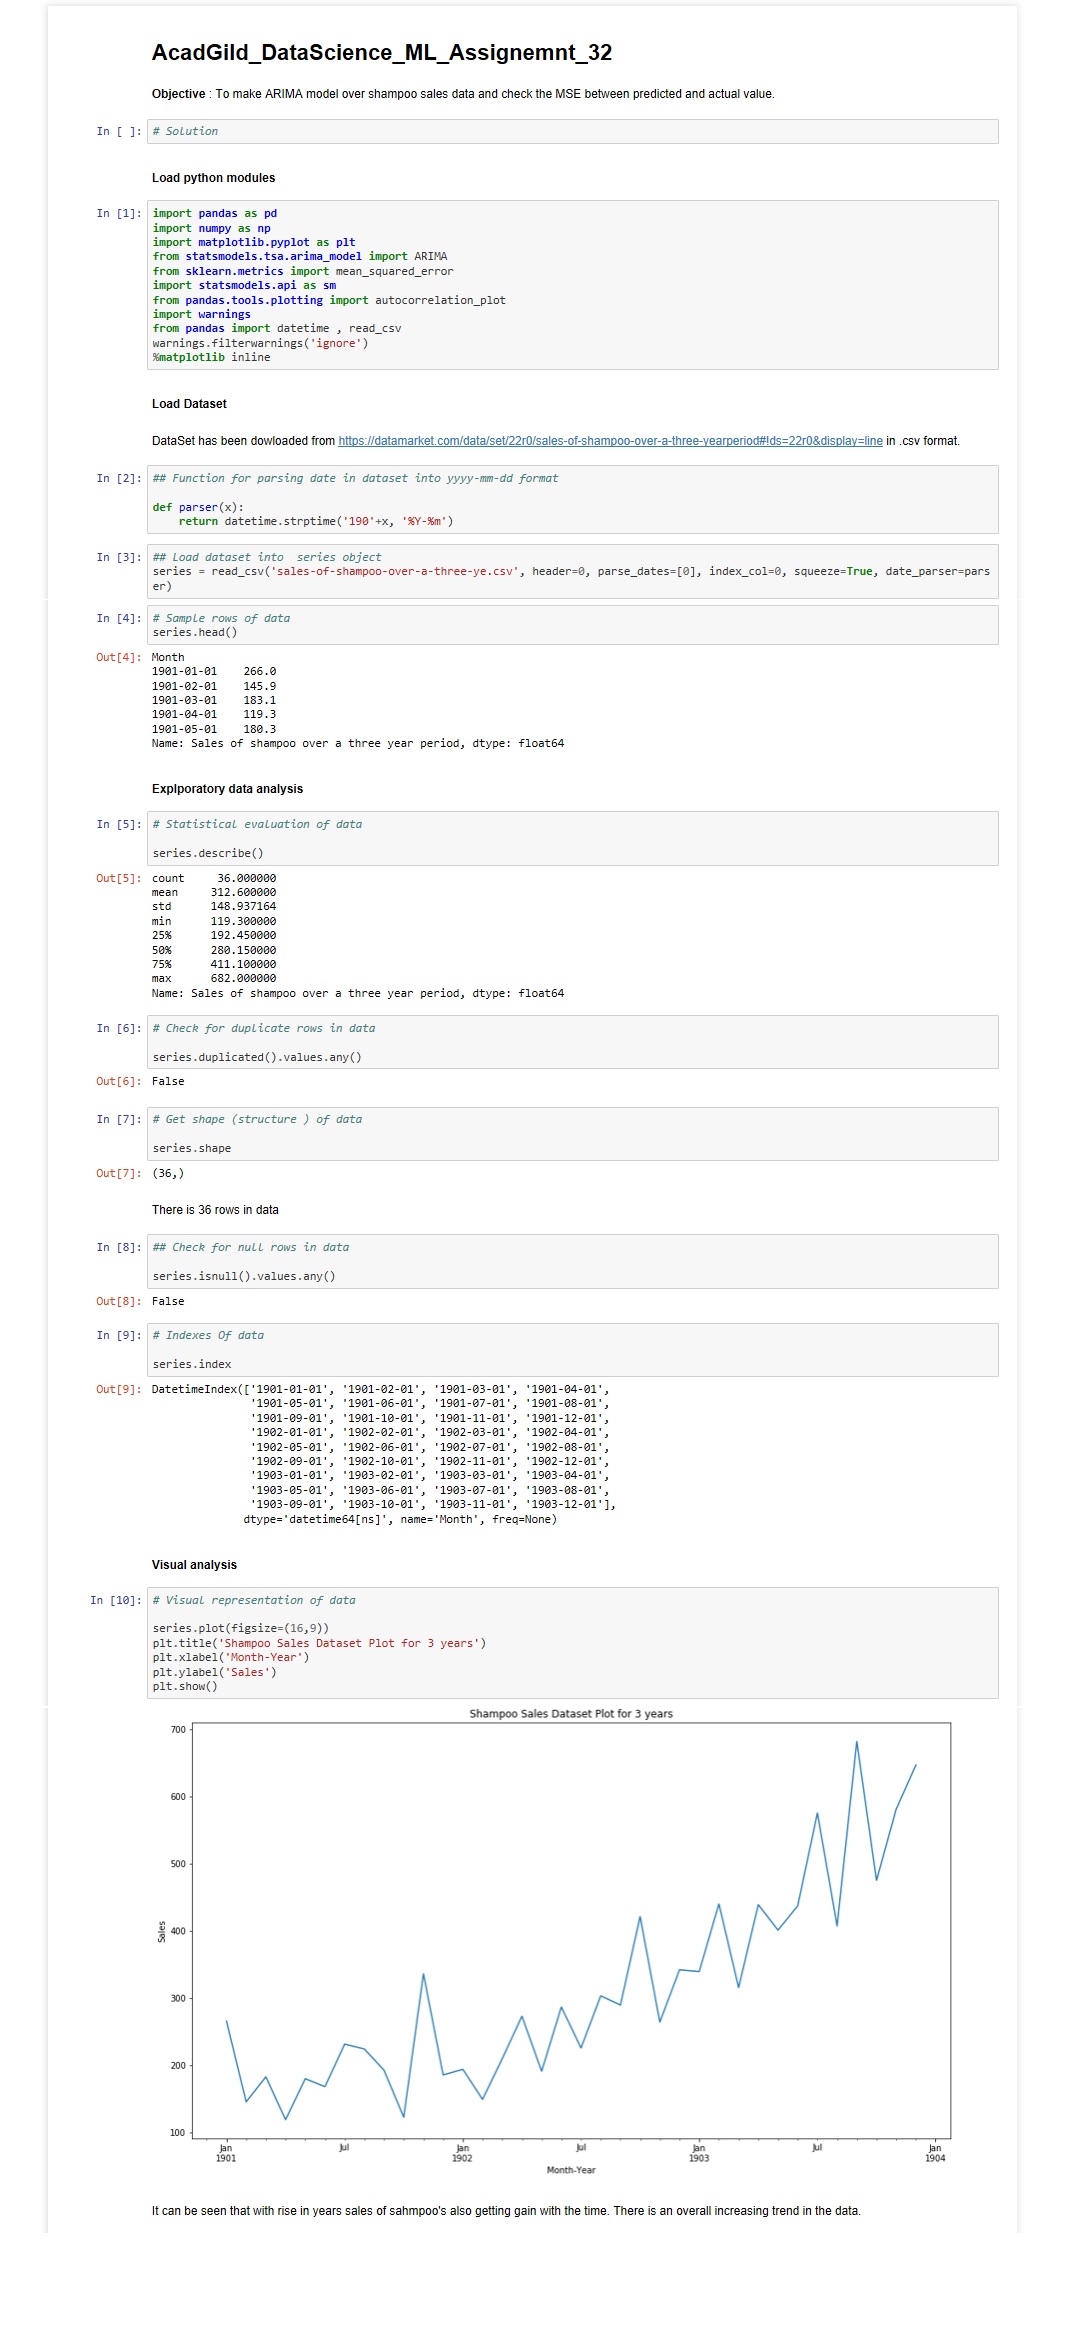 AcadGild_DataScience_ML_Assignemnt_32
Objective : To make ARIMA model over shampoo sales data and check the MSE between predicted and actual value.
In [ ]: # Solution
Load python modules
In [1]: import pandas as pd
import numpy as np
import matplotlib.pyplot as plt
from statsmodels.tsa.arima_model import ARIMA
from sklearn.metrics import mean_squared_error
import statsmodels.api as sm
from pandas.tools.plotting import autocorrelation_plot
import warnings
from pandas import datetime , read_csv
warnings.filterwarnings('ignore')
%matplotlib inline
Load Dataset
DataSet has been dowloaded from https://datamarket.com/data/set/22r0/sales-of-shampoo-over-a-three-yearperiod#!ds=22r0&display=line in .csv format.
In [2]: ## Function for parsing date in dataset into yyyy-mm-dd format
def parser(x):
    return datetime.strptime('190'+x, '%Y-%m')
In [3]: ## Load dataset into  series object
series = read_csv('sales-of-shampoo-over-a-three-ye.csv', header=0, parse_dates=[0], index_col=0, squeeze=True, date_parser=pars
er)
In [4]: # Sample rows of data
series.head()
Out[4]: Month
1901-01-01    266.0
1901-02-01    145.9
1901-03-01    183.1
1901-04-01    119.3
1901-05-01    180.3
Name: Sales of shampoo over a three year period, dtype: float64
Explporatory data analysis
In [5]: # Statistical evaluation of data
series.describe()
Out[5]: count     36.000000
mean     312.600000
std      148.937164
min      119.300000
25%      192.450000
50%      280.150000
75%      411.100000
max      682.000000
Name: Sales of shampoo over a three year period, dtype: float64
In [6]: # Check for duplicate rows in data
series.duplicated().values.any()
Out[6]: False
In [7]: # Get shape (structure ) of data
series.shape
Out[7]: (36,)
There is 36 rows in data
In [8]: ## Check for null rows in data
series.isnull().values.any()
Out[8]: False
In [9]: # Indexes Of data
series.index
Out[9]: DatetimeIndex(['1901-01-01', '1901-02-01', '1901-03-01', '1901-04-01',
'1901-05-01', '1901-06-01', '1901-07-01', '1901-08-01',
'1901-09-01', '1901-10-01', '1901-11-01', '1901-12-01',
'1902-01-01', '1902-02-01', '1902-03-01', '1902-04-01',
'1902-05-01', '1902-06-01', '1902-07-01', '1902-08-01',
'1902-09-01', '1902-10-01', '1902-11-01', '1902-12-01',
'1903-01-01', '1903-02-01', '1903-03-01', '1903-04-01',
'1903-05-01', '1903-06-01', '1903-07-01', '1903-08-01',
'1903-09-01', '1903-10-01', '1903-11-01', '1903-12-01'],
dtype='datetime64[ns]', name='Month', freq=None)
Visual analysis
In [10]: # Visual representation of data
series.plot(figsize=(16,9))
plt.title('Shampoo Sales Dataset Plot for 3 years')
plt.xlabel('Month-Year')
plt.ylabel('Sales')
plt.show()
Shampoo Sales Dataset Plot for 3 years
700
600
500
400
300
200
100
Sales
Jan Jul Jan Jul Jan Jul Jan
1901 1902 1903 1904
Month-Year
It can be seen that with rise in years sales of sahmpoo's also getting gain with the time. There is an overall increasing trend in the data.